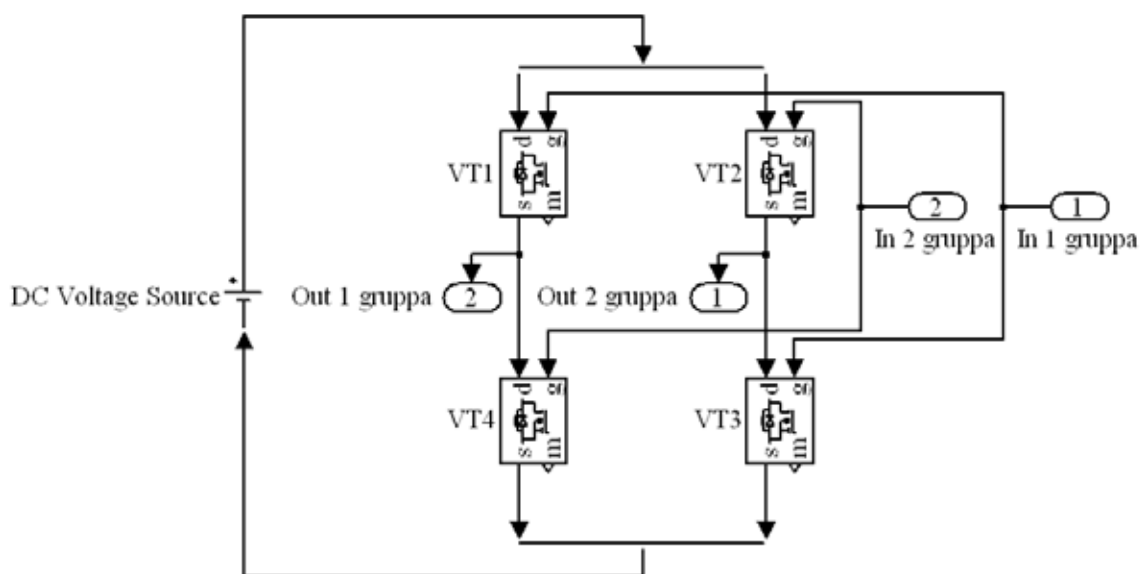 d
g
VT1
s
m
d
g
VT2
s
m
2
In 2 gruppa
1
In 1 gruppa
DC Voltage Source
+
Out 1 gruppa
2
Out 2 gruppa
1
d
g
VT4
s
m
d
g
VT3
s
m